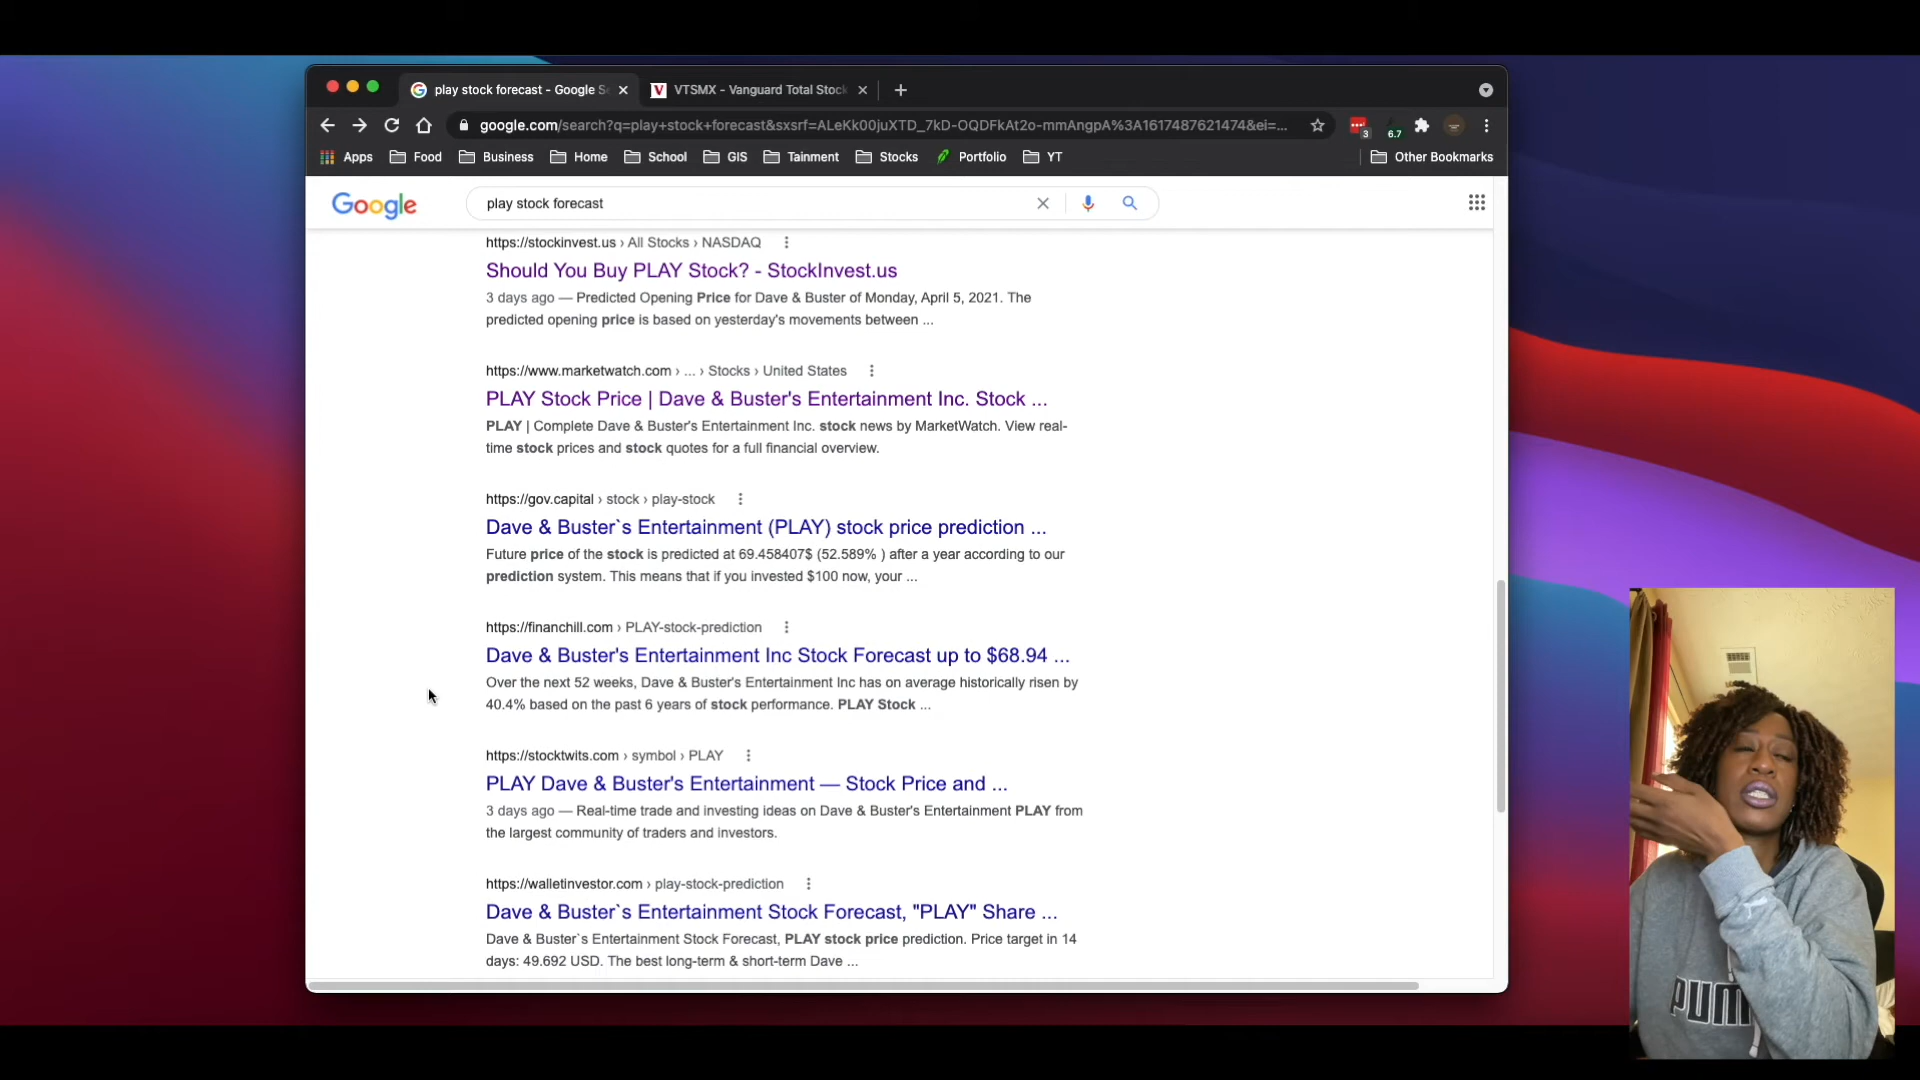 play stock forecast - Google S
VTSMX - Vanguard Total Stock
google.com/search?q=play+stock+forecast&sxsrf=ALeKk00juXTD_7kD-OQDFkAt2o-mmAngpA%3A1617487621474&ei=...
3
6.7
Apps Food Business Home School GIS Tainment Stocks Portfolio YT Other Bookmarks
Google
play stock forecast
https://stockinvest.us › All Stocks › NASDAQ
Should You Buy PLAY Stock? - StockInvest.us
3 days ago — Predicted Opening Price for Dave & Buster of Monday, April 5, 2021. The
predicted opening price is based on yesterday's movements between ...
https://www.marketwatch.com › ... › Stocks › United States
PLAY Stock Price | Dave & Buster's Entertainment Inc. Stock ...
PLAY | Complete Dave & Buster's Entertainment Inc. stock news by MarketWatch. View real-
time stock prices and stock quotes for a full financial overview.
https://gov.capital › stock › play-stock
Dave & Buster`s Entertainment (PLAY) stock price prediction ...
Future price of the stock is predicted at 69.458407$ (52.589% ) after a year according to our
prediction system. This means that if you invested $100 now, your ...
https://financhill.com › PLAY-stock-prediction
Dave & Buster's Entertainment Inc Stock Forecast up to $68.94 ...
Over the next 52 weeks, Dave & Buster's Entertainment Inc has on average historically risen by
40.4% based on the past 6 years of stock performance. PLAY Stock ...
https://stocktwits.com › symbol › PLAY
PLAY Dave & Buster's Entertainment — Stock Price and ...
3 days ago — Real-time trade and investing ideas on Dave & Buster's Entertainment PLAY from
the largest community of traders and investors.
https://walletinvestor.com › play-stock-prediction
Dave & Buster`s Entertainment Stock Forecast, "PLAY" Share ...
Dave & Buster`s Entertainment Stock Forecast, PLAY stock price prediction. Price target in 14
days: 49.692 USD. The best long-term & short-term Dave ...
PUM